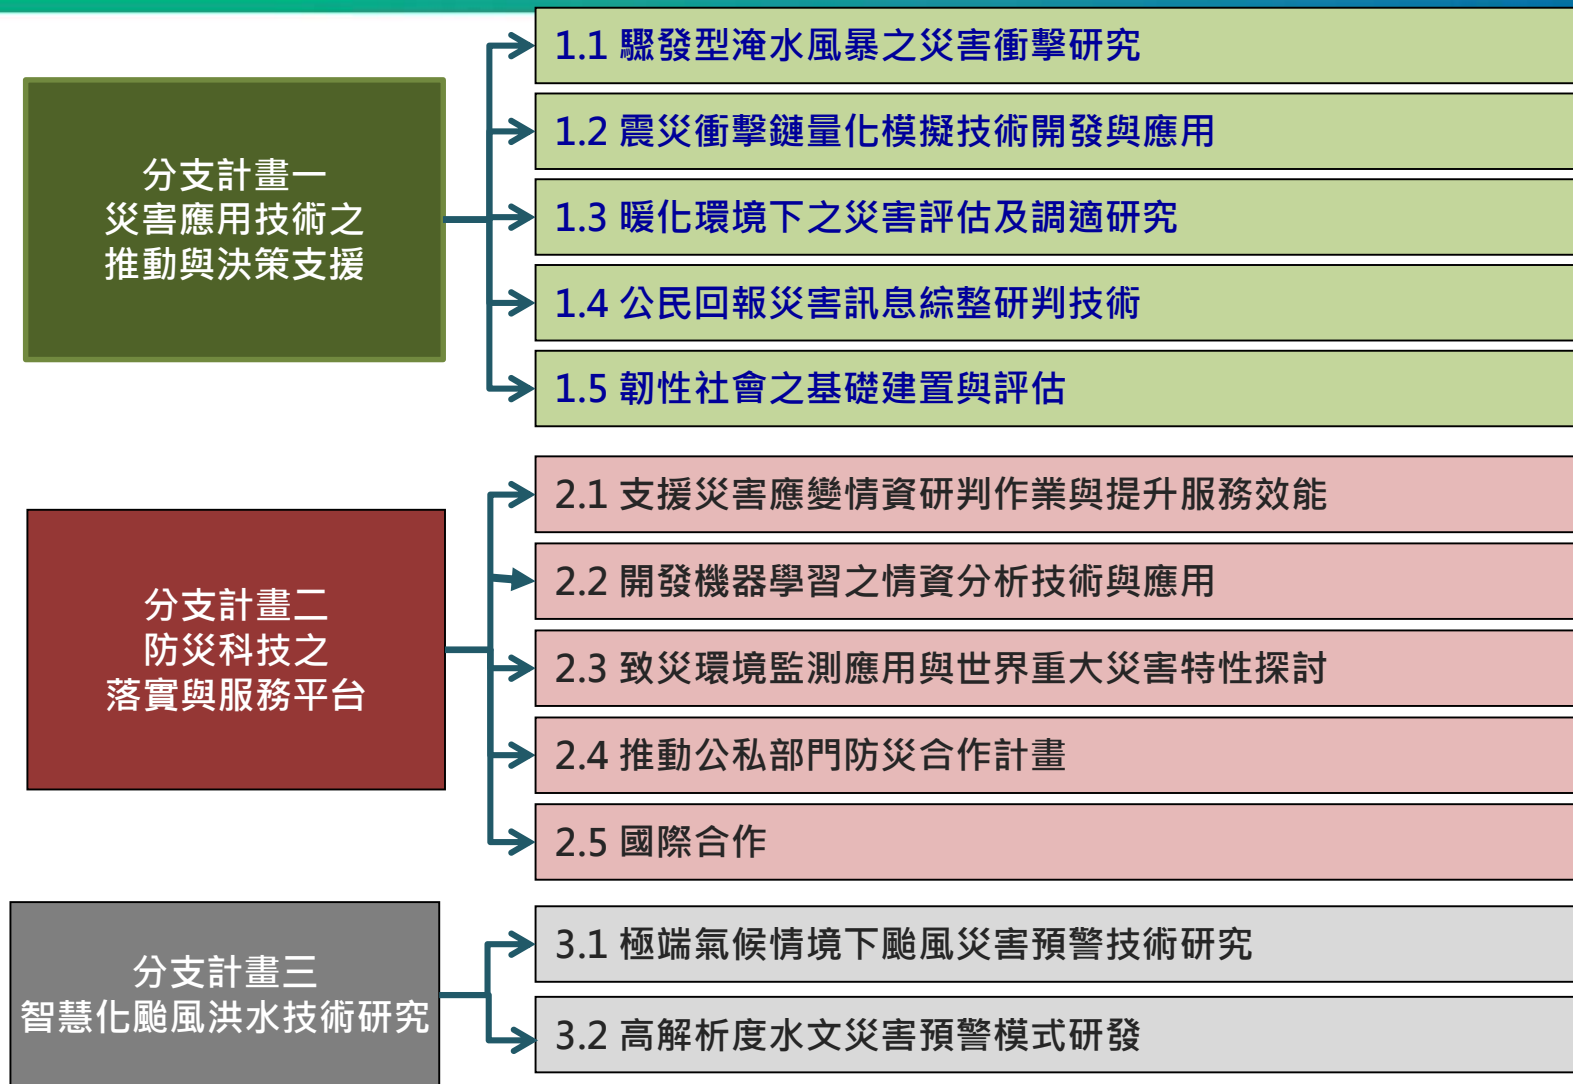 分支計畫一
災害應用技術之
推動與決策支援
1.1 驟發型淹水風暴之災害衝擊研究
1.2 震災衝擊鏈量化模擬技術開發與應用
1.3 暖化環境下之災害評估及調適研究
1.4 公民回報災害訊息綜整研判技術
1.5 韌性社會之基礎建置與評估
分支計畫二
防災科技之
落實與服務平台
2.1 支援災害應變情資研判作業與提升服務效能
2.2 開發機器學習之情資分析技術與應用
2.3 致災環境監測應用與世界重大災害特性探討
2.4 推動公私部門防災合作計畫
2.5 國際合作
分支計畫三
智慧化颱風洪水技術研究
3.1 極端氣候情境下颱風災害預警技術研究
3.2 高解析度水文災害預警模式研發